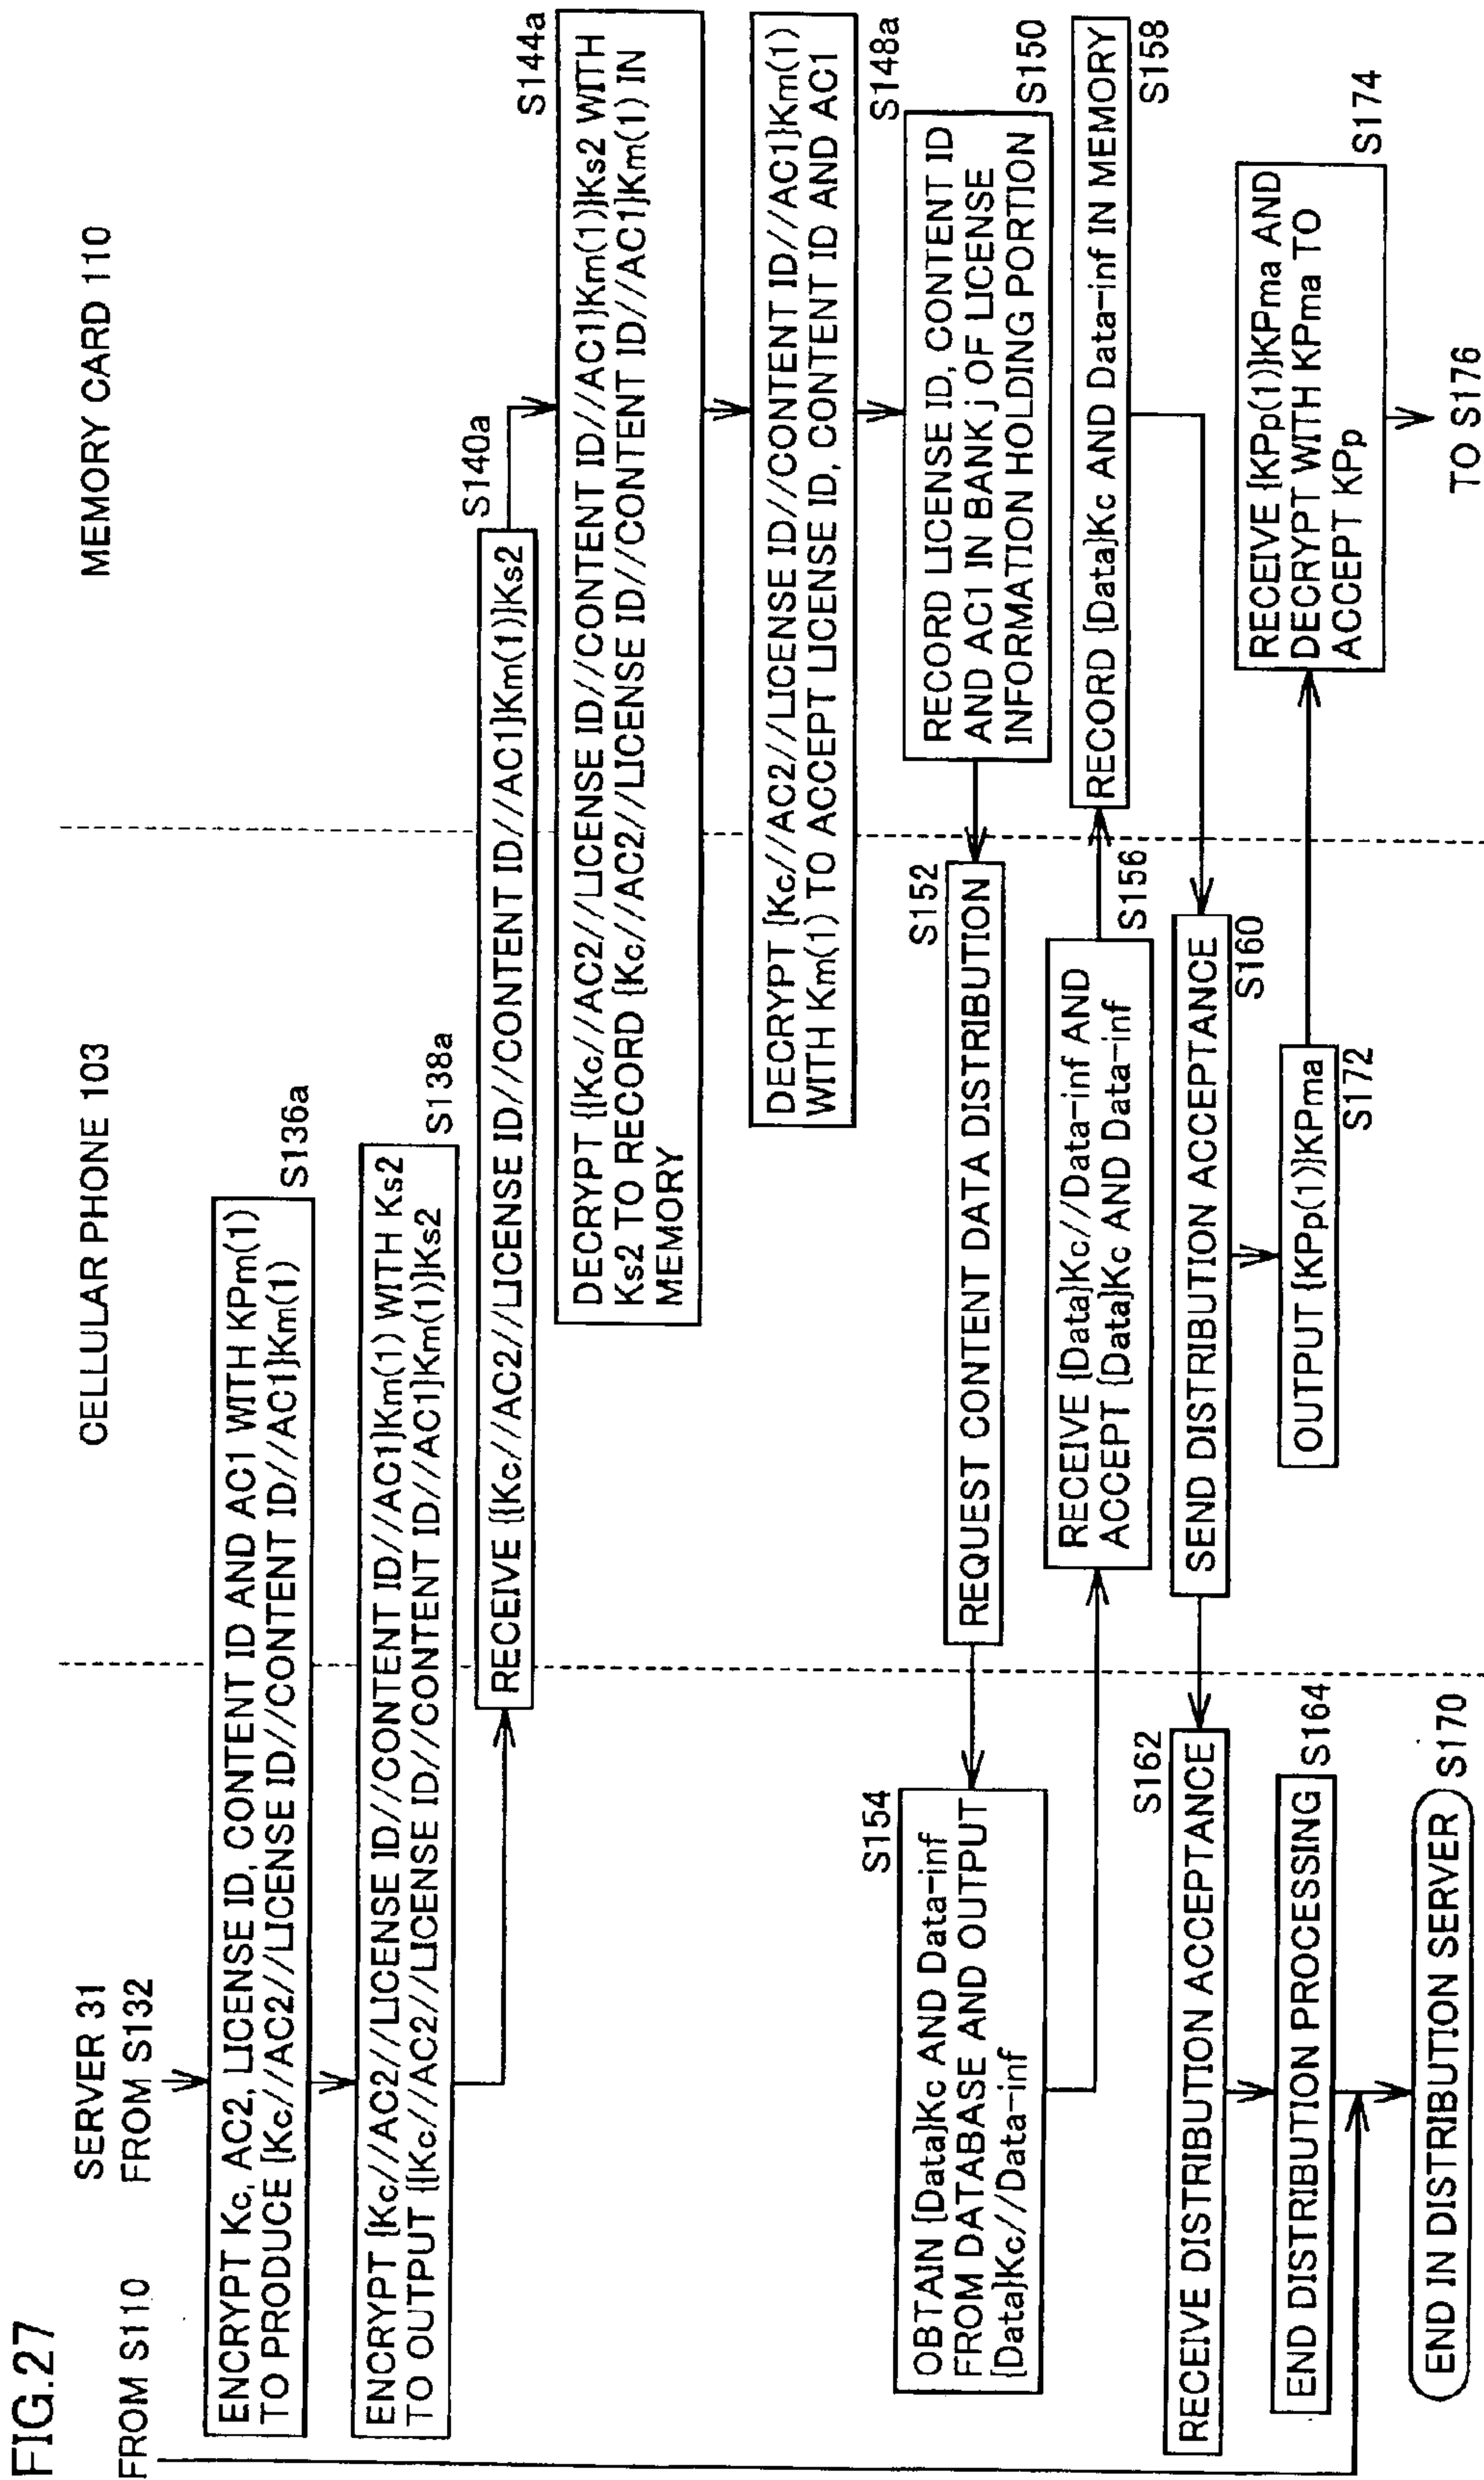 FIG.27
SERVER 31
CELLULAR PHONE 103
MEMORY CARD 110
FROM S110
FROM S132
ENCRYPT Kc, AC2, LICENSE ID, CONTENT ID AND AC1 WITH KPm(1)
TO PRODUCE {Kc//AC2//LICENSE ID//CONTENT ID//AC1}Km(1)
S136a
ENCRYPT {Kc//AC2//LICENSE ID//CONTENT ID//AC1}Km(1) WITH Ks2
TO OUTPUT {{Kc//AC2//LICENSE ID//CONTENT ID//AC1}Km(1)}Ks2
S138a
RECEIVE {{Kc//AC2//LICENSE ID//CONTENT ID//AC1}Km(1)}Ks2
S140a
S144a
DECRYPT {{Kc//AC2//LICENSE ID//CONTENT ID//AC1}Km(1)}Ks2 WITH
Ks2 TO RECORD {Kc//AC2//LICENSE ID//CONTENT ID//AC1}Km(1) IN
MEMORY
DECRYPT {Kc//AC2//LICENSE ID//CONTENT ID//AC1}Km(1)
WITH Km(1) TO ACCEPT LICENSE ID, CONTENT ID AND AC1
S148a
RECORD LICENSE ID, CONTENT ID
AND AC1 IN BANK j OF LICENSE
INFORMATION HOLDING PORTION
S150
S152
REQUEST CONTENT DATA DISTRIBUTION
S154
OBTAIN {Data}Kc AND Data-inf
FROM DATABASE AND OUTPUT
{Data}Kc//Data-inf
RECEIVE {Data}Kc//Data-inf AND
ACCEPT {Data}Kc AND Data-inf
S156
RECORD {Data}Kc AND Data-inf IN MEMORY
S158
SEND DISTRIBUTION ACCEPTANCE
S160
S162
RECEIVE DISTRIBUTION ACCEPTANCE
END DISTRIBUTION PROCESSING
S164
END IN DISTRIBUTION SERVER
S170
OUTPUT {KPp(1)}KPma
S172
RECEIVE {KPp(1)}KPma AND
DECRYPT WITH KPma TO
ACCEPT KPp
S174
TO S176